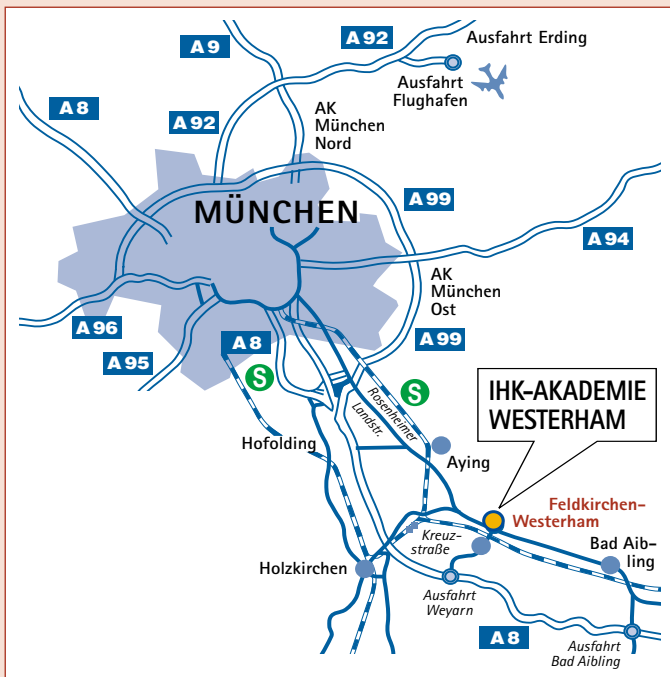 A 92
Ausfahrt Erding
A 9
Ausfahrt
Flughafen
A 8
AK
München
Nord
A 92
MÜNCHEN
A 99
A 94
AK
München
Ost
A 96
A 8
A 99
A 95
S
S
IHK-AKADEMIE
WESTERHAM
Rosenheimer
Landstr.
Hofolding
Aying
Feldkirchen-
Westerham
Kreuz-
straße
Bad Aib-
ling
Holzkirchen
Ausfahrt
Weyarn
A 8
Ausfahrt
Bad Aibling